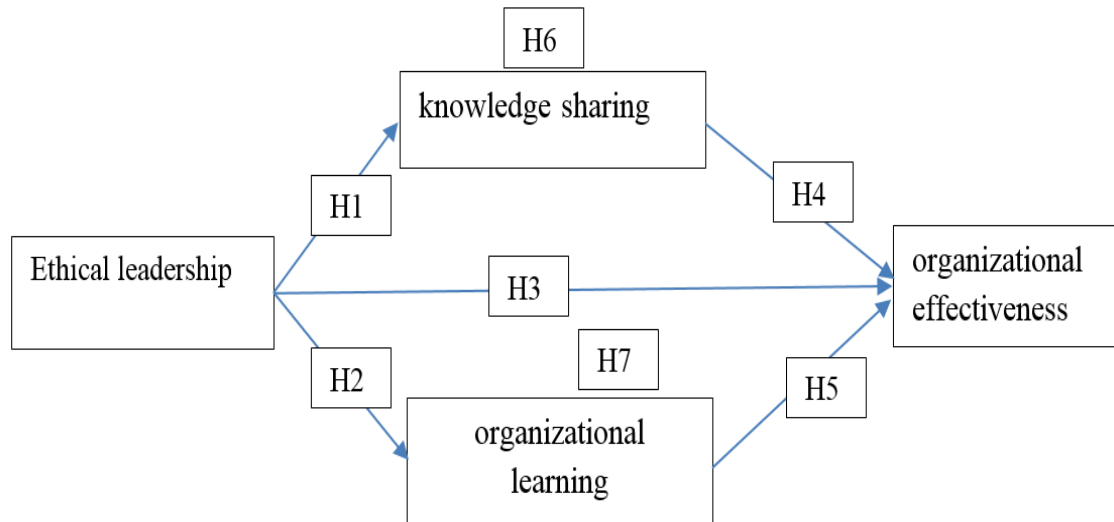 H6
knowledge sharing
H1
H4
Ethical leadership
organizational
effectiveness
H3
H7
H2
H5
organizational
learning